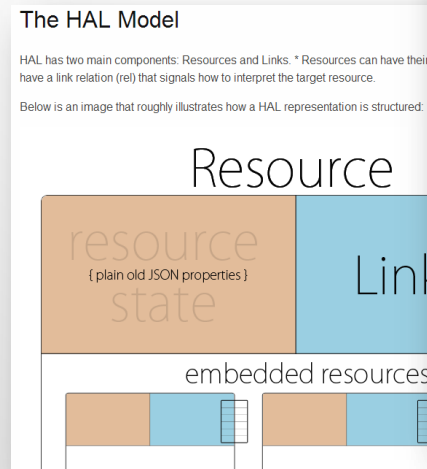 The HAL Model
HAL has two main components: Resources and Links. * Resources can have their
have a link relation (rel) that signals how to interpret the target resource.
Below is an image that roughly illustrates how a HAL representation is structured:
Resource
resource
{ plain old JSON properties }
state
Link
embedded resources